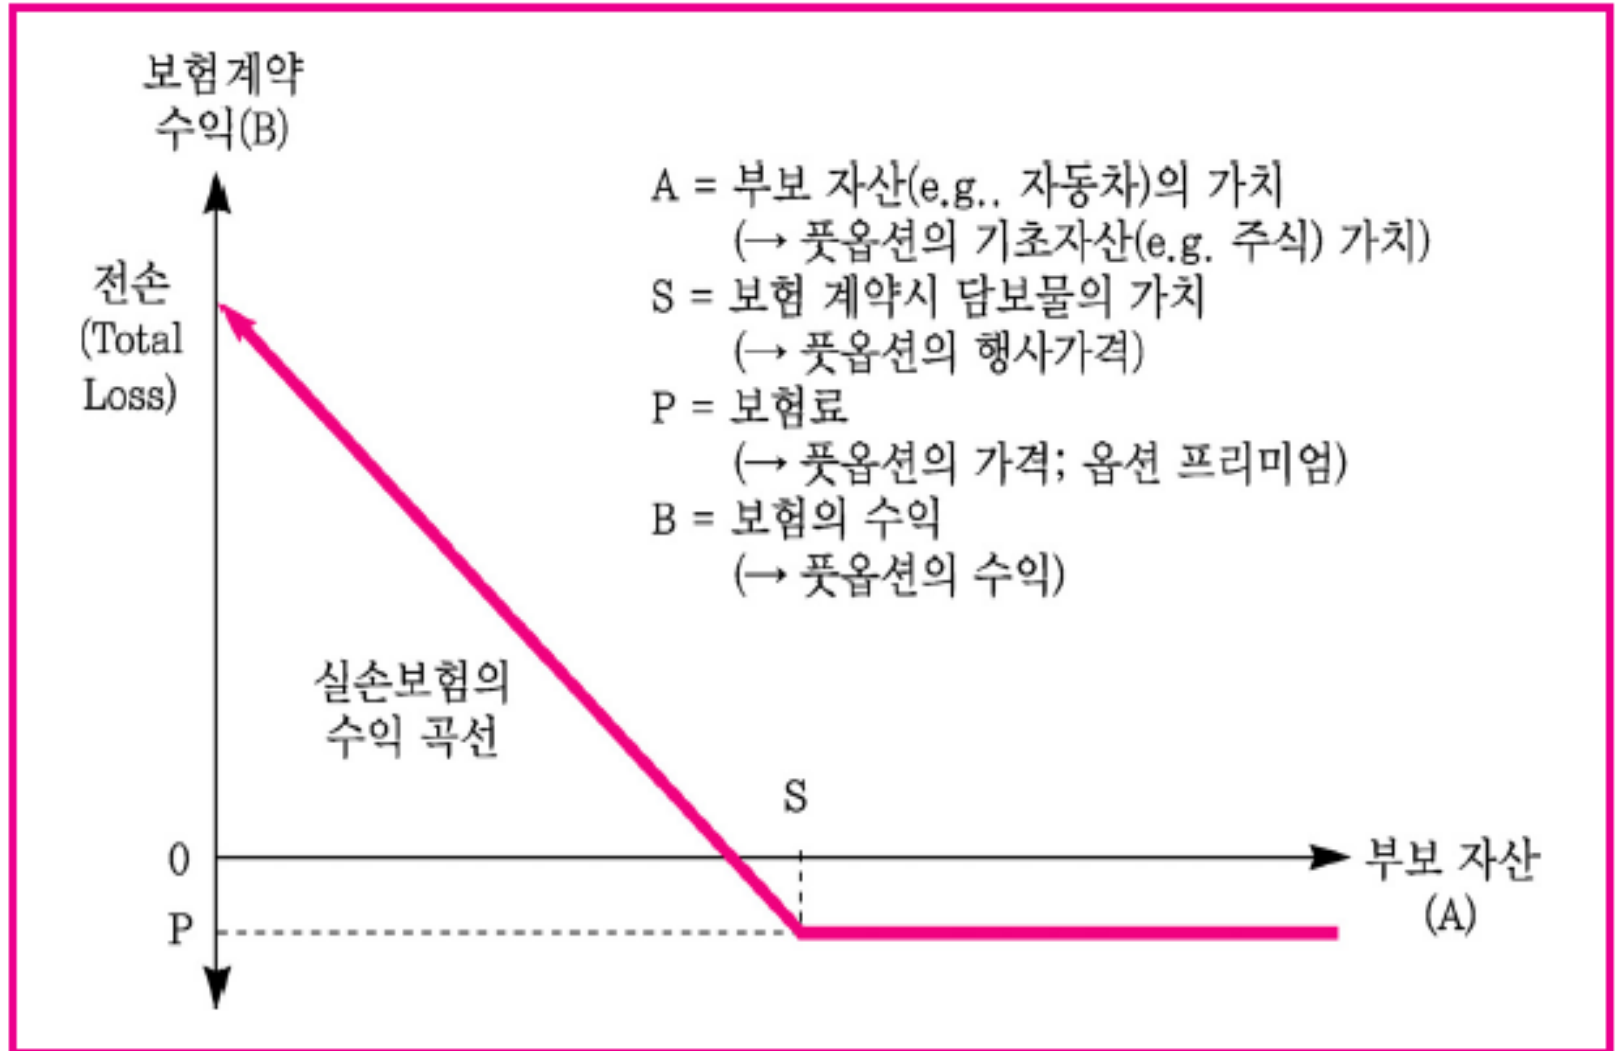 보험계약
수익(B)
전손
(Total
Loss)
A = 부보 자산(e.g.. 자동차)의 가치
(→ 풋옵션의 기초자산(e.g. 주식) 가치)
S = 보험 계약시 담보물의 가치
(→ 풋옵션의 행사가격)
P = 보험료
(→ 풋옵션의 가격; 옵션 프리미엄)
B = 보험의 수익
(→ 풋옵션의 수익)
실손보험의
수익 곡선
S
0
부보 자산
(A)
P